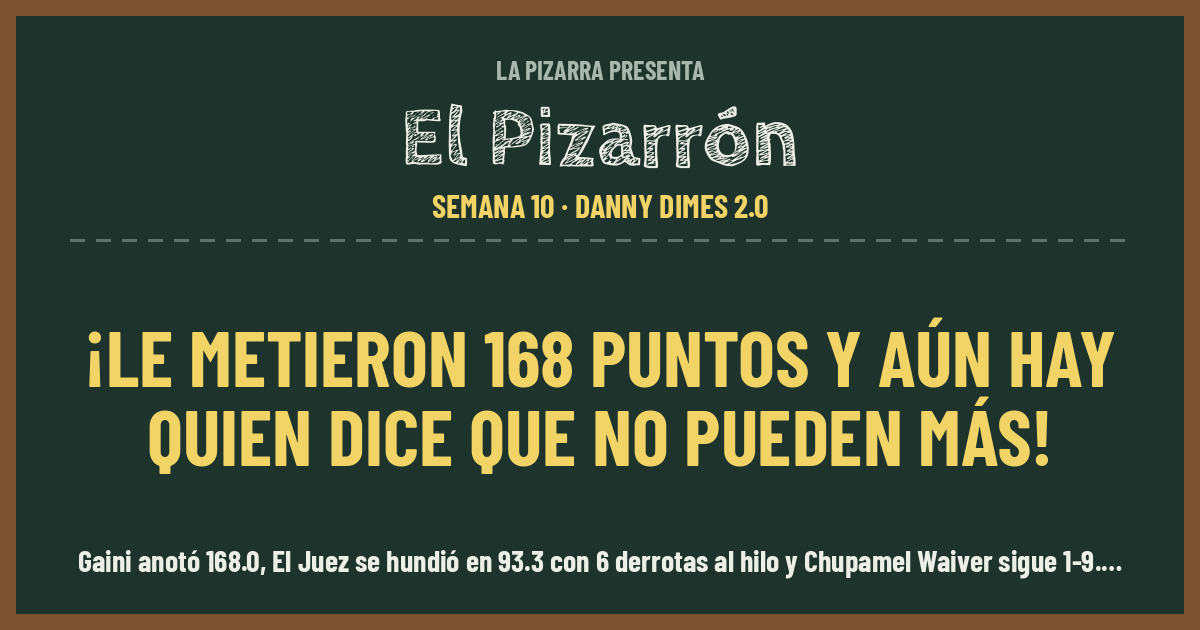 LA PIZARRA PRESENTA
El Pizarrón
SEMANA 10 · DANNY DIMES 2.0
¡LE METIERON 168 PUNTOS Y AÚN HAY
QUIEN DICE QUE NO PUEDEN MÁS!
Gaini anotó 168.0, El Juez se hundió en 93.3 con 6 derrotas al hilo y Chupamel Waiver sigue 1-9....